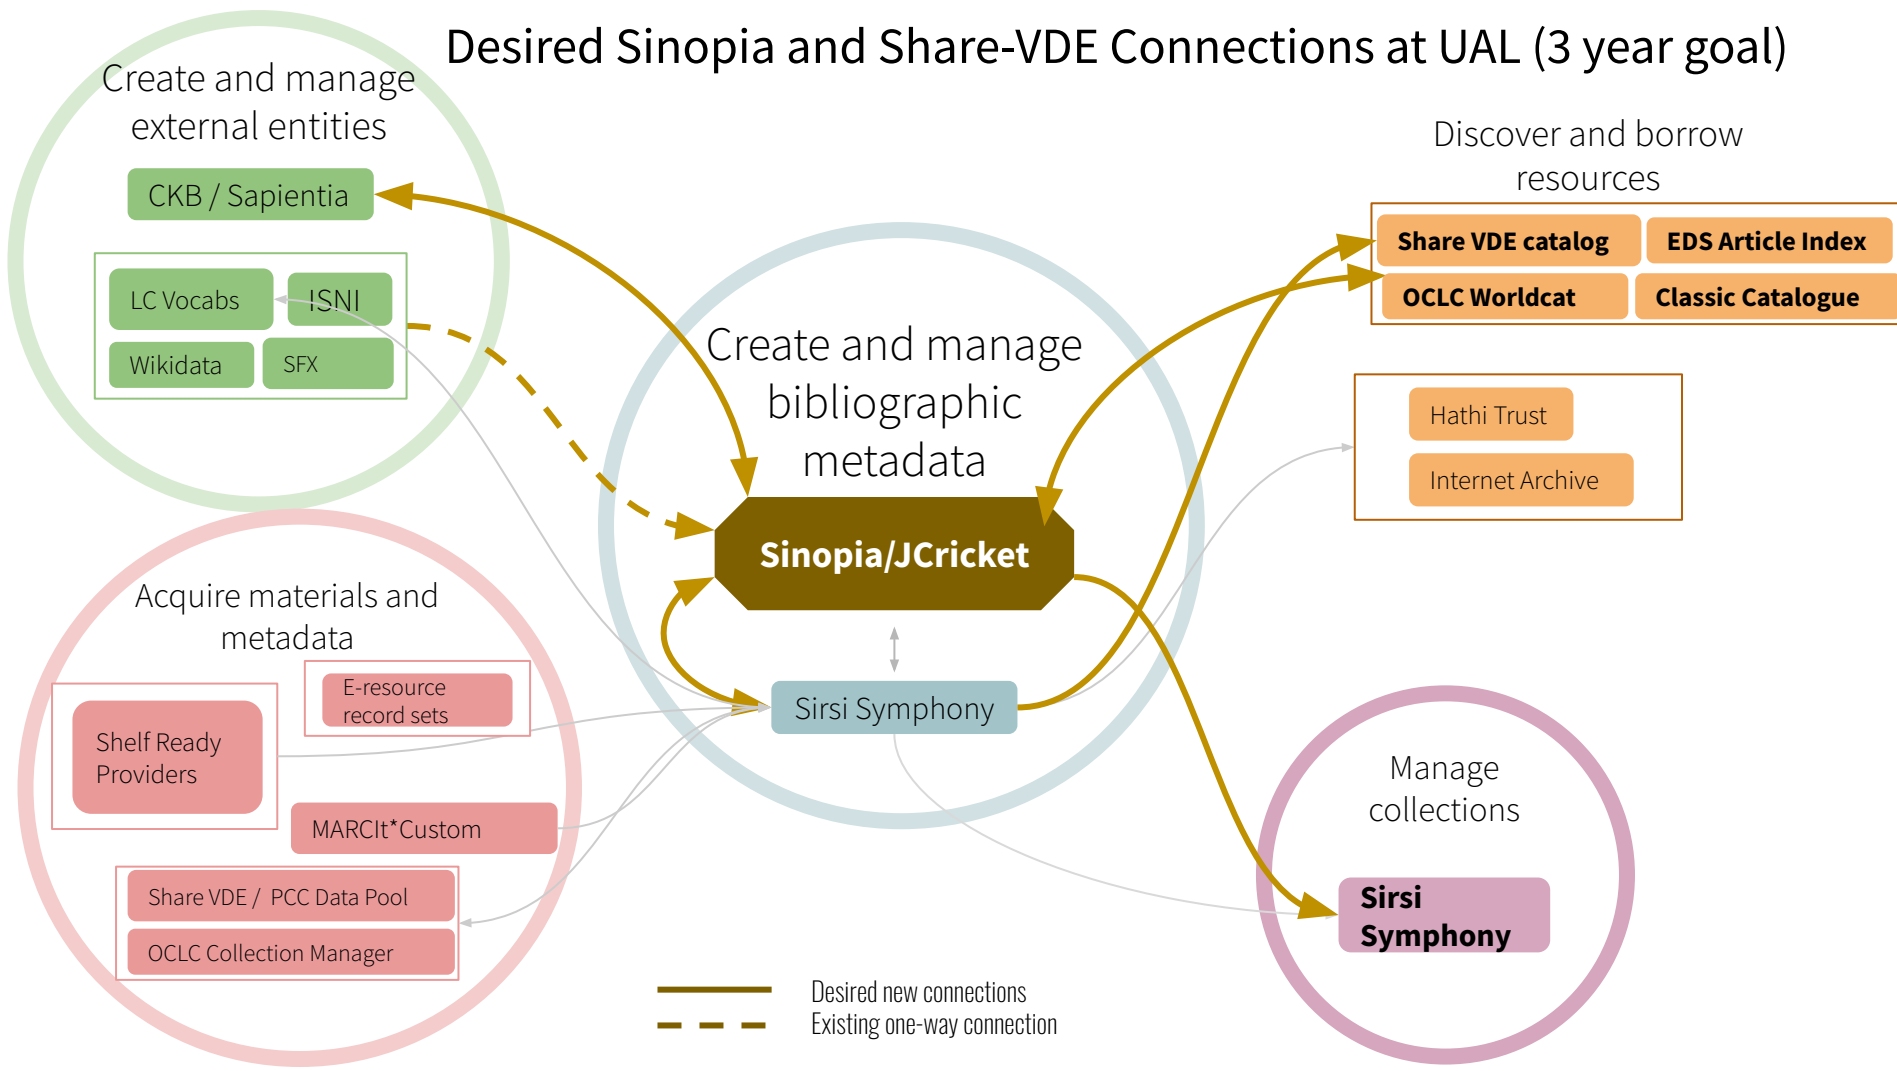 Desired Sinopia and Share-VDE Connections at UAL (3 year goal)
Create and manage
external entities
CKB / Sapientia
LC Vocabs
ISNI
Wikidata
SFX
Discover and borrow
resources
Share VDE catalog
EDS Article Index
OCLC Worldcat
Classic Catalogue
Hathi Trust
Internet Archive
Create and manage
bibliographic
metadata
Sinopia/JCricket
Sirsi Symphony
Acquire materials and
metadata
E-resource
record sets
Shelf Ready
Providers
MARCIt*Custom
Share VDE / PCC Data Pool
OCLC Collection Manager
Manage
collections
Sirsi
Symphony
Desired new connections
Existing one-way connection